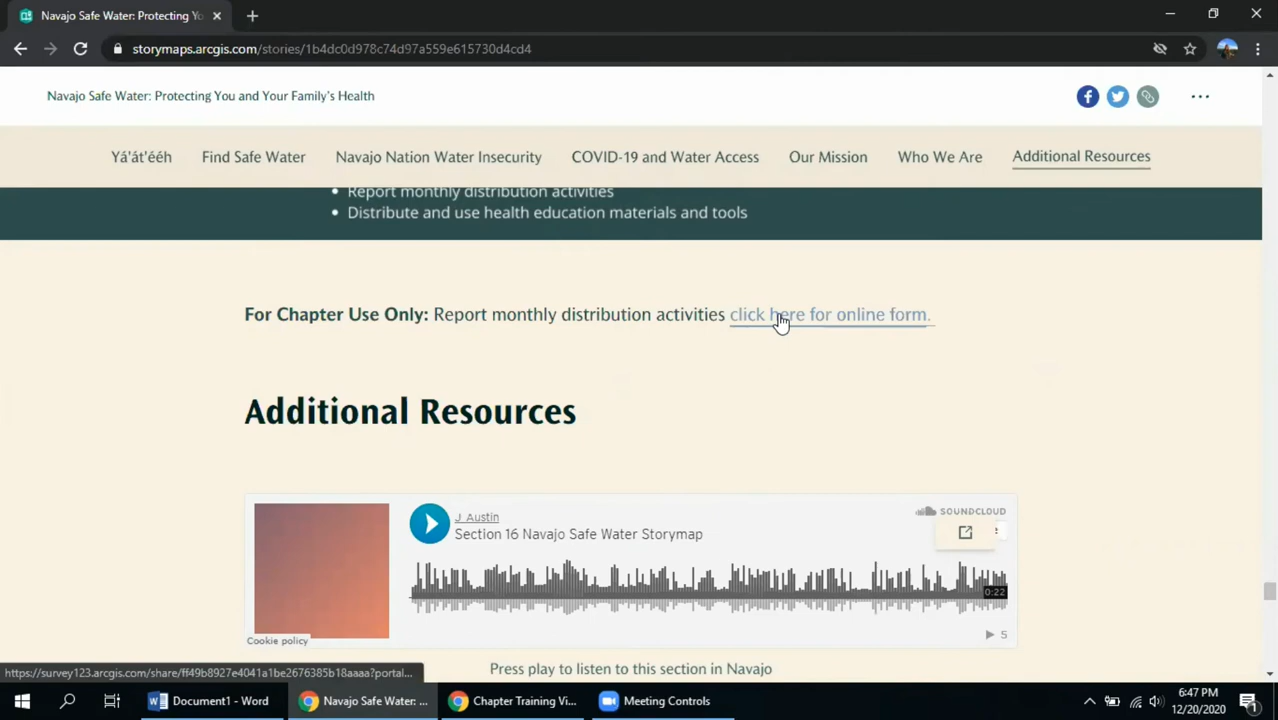 Navajo Safe Water: Protecting Yo
storymaps.arcgis.com/stories/1b4dc0d978c74d97a559e615730d4cd4
Navajo Safe Water: Protecting You and Your Family's Health
Yá'át'ééh Find Safe Water Navajo Nation Water Insecurity COVID-19 and Water Access Our Mission Who We Are Additional Resources
• Report monthly distribution activities
• Distribute and use health education materials and tools
For Chapter Use Only: Report monthly distribution activities click here for online form.
Additional Resources
J Austin
SOUNDCLOUD
Section 16 Navajo Safe Water Storymap
0:22
5
Cookie policy
Press play to listen to this section in Navajo
https://survey123.arcgis.com/share/ff49b8927e4041a1be2676385b18aaaa?portal...
Document1 - Word Navajo Safe Water: ... Chapter Training Vi... Meeting Controls
6:47 PM
12/20/2020
1